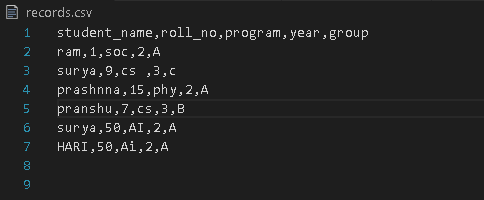 records.csv
1 student_name,roll_no,program,year,group
2 ram,1,soc,2,A
3 surya,9,cs ,3,c
4 prashnna,15,phy,2,A
5 pranshu,7,cs,3,B
6 surya,50,AI,2,A
7 HARI,50,Ai,2,A
8
9